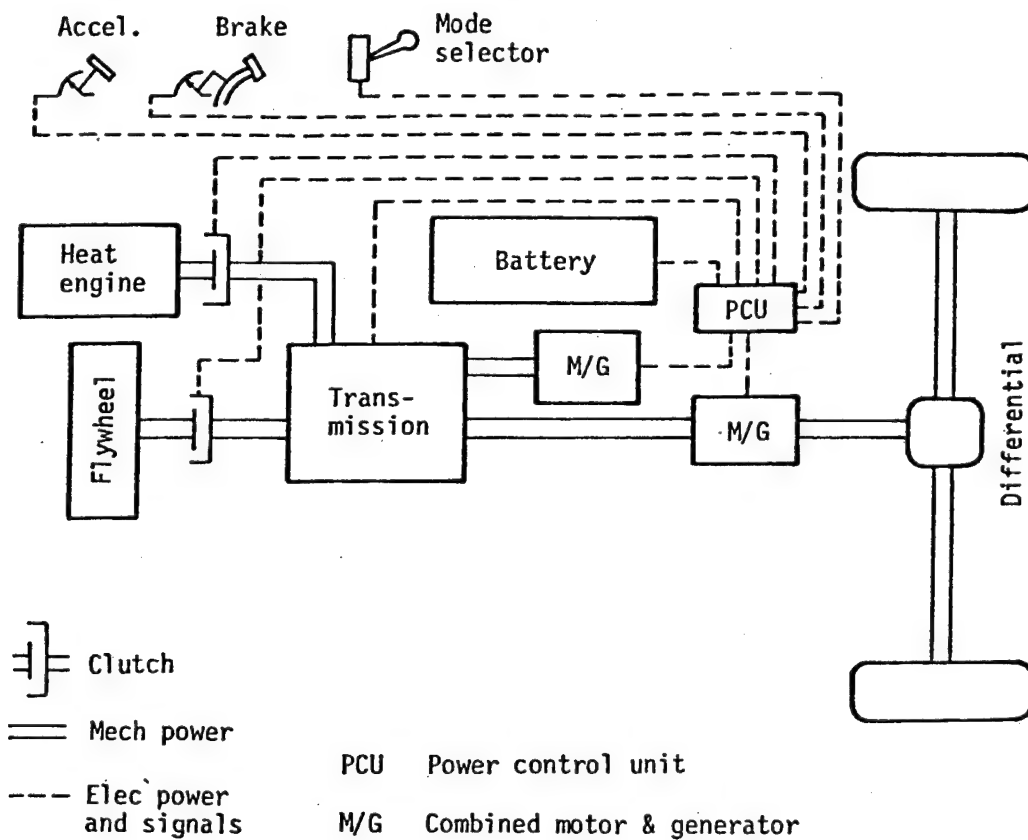 Accel.
Brake
Mode
selector
Heat
engine
Battery
PCU
M/G
Flywheel
Trans-
mission
M/G
Differential
Clutch
Mech power
Elec power
and signals
PCU Power control unit
M/G Combined motor & generator